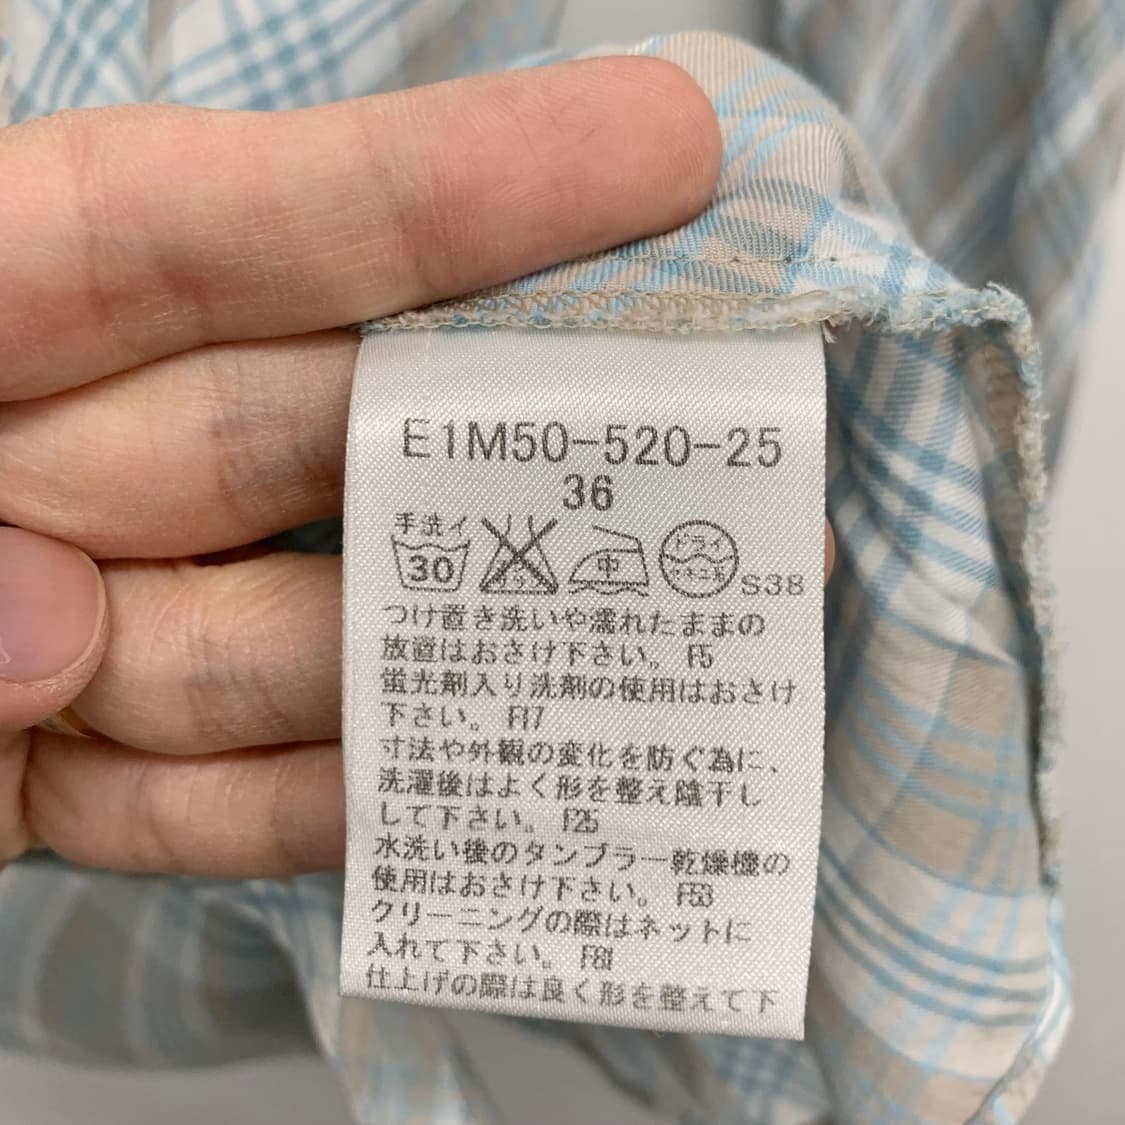 E1M50-520-25
36
手洗イ
30
中
ドライ
セキユ系
S38
つけ置き洗いや濡れたままの
放置はおさけ下さい。 F5
蛍光剤入り洗剤の使用はおさけ
下さい。 F17
寸法や外観の変化を防ぐ為に、
洗濯後はよく形を整え陰干し
して下さい。 F25
水洗い後のタンブラー乾燥機の
使用はおさけ下さい。 F53
クリーニングの際はネットに
入れて下さい。 F81
仕上げの際は良く形を整えて下